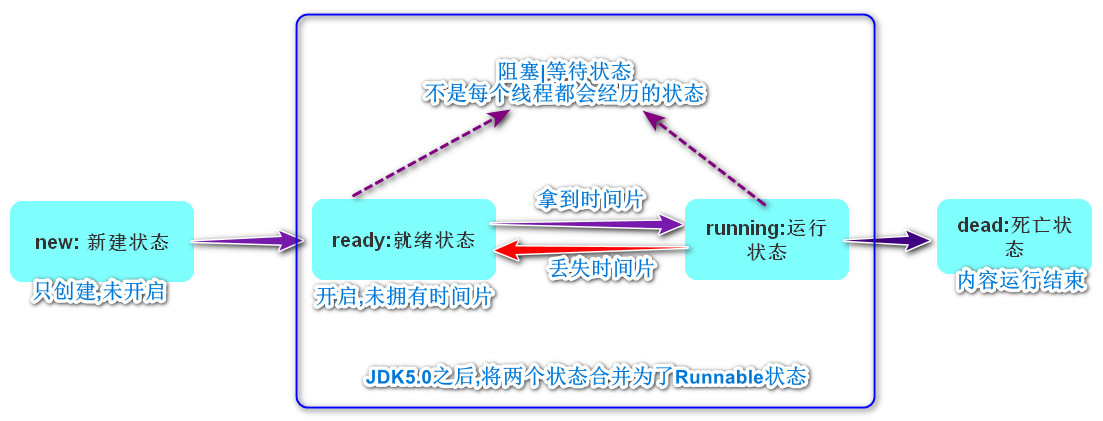 阻塞|等待状态
不是每个线程都会经历的状态
拿到时间片
new: 新建状态
ready:就绪状态
running:运行
状态
dead:死亡状
态
丢失时间片
只创建,未开启
开启,未拥有时间片
内容运行结束
JDK5.0之后,将两个状态合并为了Runnable状态